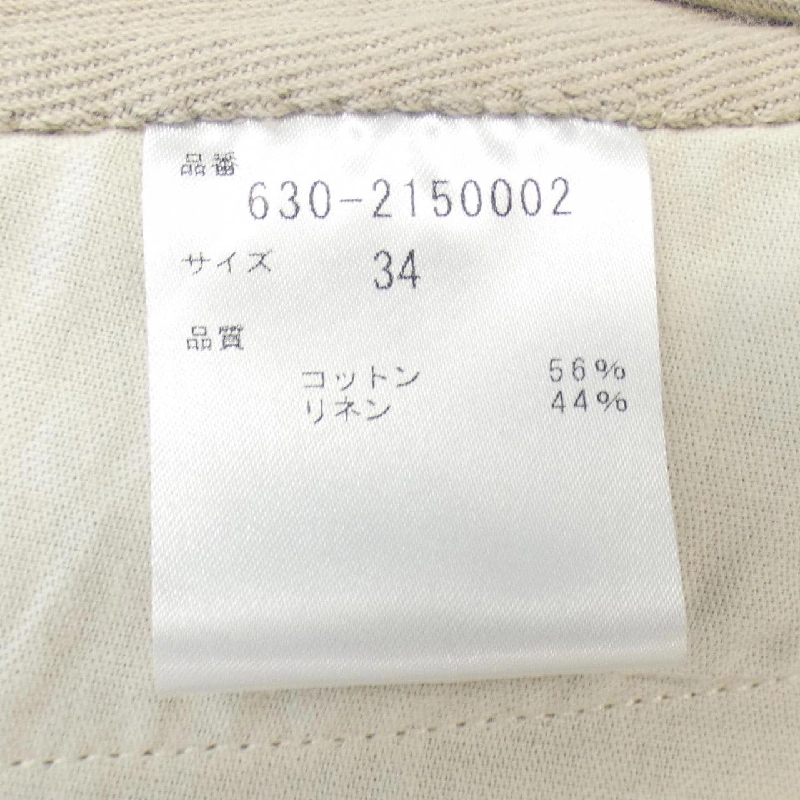 品番
630-2150002
サイズ 34
品質
コットン 56%
リネン 44%